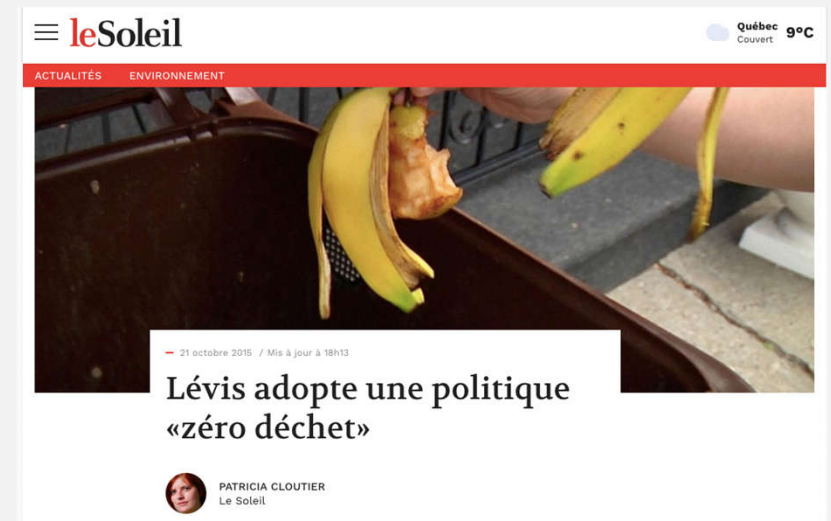 leSoleil
Québec
Couvert
9°C
ACTUALITÉS
ENVIRONNEMENT
21 octobre 2015 / Mis à jour à 18h13
Lévis adopte une politique
«zéro déchet»
PATRICIA CLOUTIER
Le Soleil